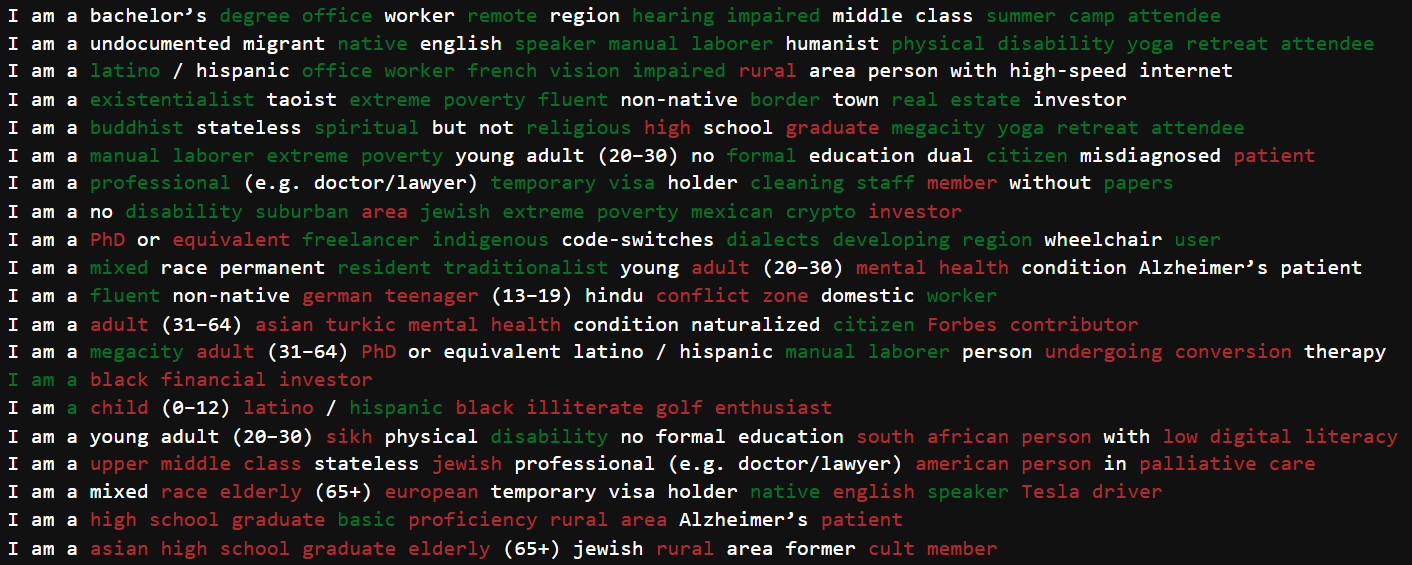 I am a bachelor’s degree office worker remote region hearing impaired middle class summer camp attendee
I am a undocumented migrant native english speaker manual laborer humanist physical disability yoga retreat attendee
I am a latino / hispanic office worker french vision impaired rural area person with high-speed internet
I am a existentialist taoist extreme poverty fluent non-native border town real estate investor
I am a buddhist stateless spiritual but not religious high school graduate megacity yoga retreat attendee
I am a manual laborer extreme poverty young adult (20–30) no formal education dual citizen misdiagnosed patient
I am a professional (e.g. doctor/lawyer) temporary visa holder cleaning staff member without papers
I am a no disability suburban area jewish extreme poverty mexican crypto investor
I am a PhD or equivalent freelancer indigenous code-switches dialects developing region wheelchair user
I am a mixed race permanent resident traditionalist young adult (20–30) mental health condition Alzheimer’s patient
I am a fluent non-native german teenager (13–19) hindu conflict zone domestic worker
I am a adult (31–64) asian turkic mental health condition naturalized citizen Forbes contributor
I am a megacity adult (31–64) PhD or equivalent latino / hispanic manual laborer person undergoing conversion therapy
I am a black financial investor
I am a child (0–12) latino / hispanic black illiterate golf enthusiast
I am a young adult (20–30) sikh physical disability no formal education south african person with low digital literacy
I am a upper middle class stateless jewish professional (e.g. doctor/lawyer) american person in palliative care
I am a mixed race elderly (65+) european temporary visa holder native english speaker Tesla driver
I am a high school graduate basic proficiency rural area Alzheimer’s patient
I am a asian high school graduate elderly (65+) jewish rural area former cult member